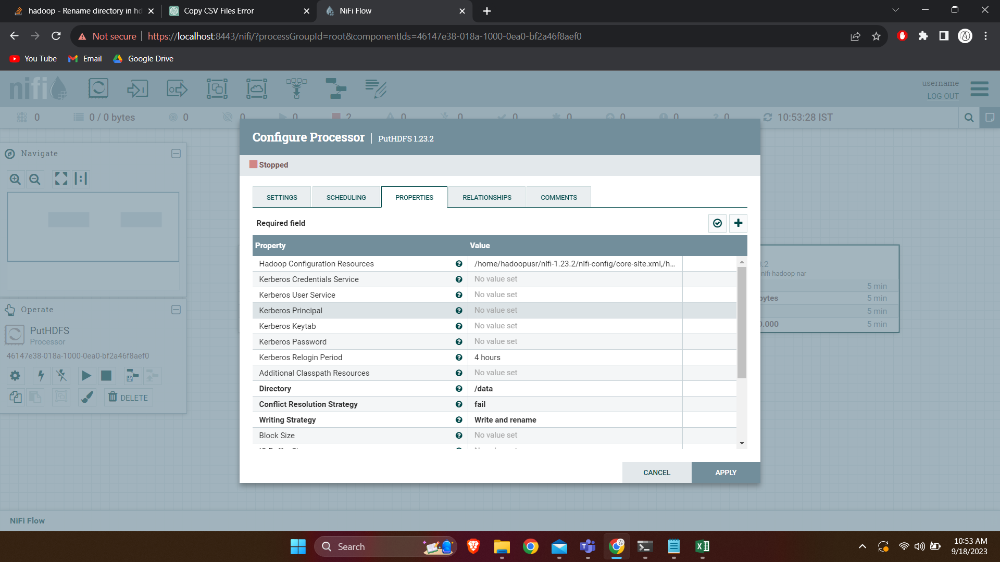 hadoop - Rename directory in hd
Copy CSV Files Error
NiFi Flow
Not secure
https://localhost:8443/nifi/?processGroupId=root&componentIds=46147e38-018a-1000-0ea0-bf2a46f8aef0
You Tube
Email
Google Drive
nifi
username
LOG OUT
0
0 / 0 bytes
0
0
0
2
0
0
0
0
0
0
0
10:53:28 IST
Configure Processor
PutHDFS 1.23.2
Stopped
Navigate
SETTINGS
SCHEDULING
PROPERTIES
RELATIONSHIPS
COMMENTS
Required field
Property
Value
Hadoop Configuration Resources
/home/hadoopusr/nifi-1.23.2/nifi-config/core-site.xml,/h...
Kerberos Credentials Service
No value set
Kerberos User Service
No value set
Kerberos Principal
No value set
Kerberos Keytab
No value set
Kerberos Password
No value set
Kerberos Relogin Period
4 hours
Additional Classpath Resources
No value set
Directory
/data
Conflict Resolution Strategy
fail
Writing Strategy
Write and rename
Block Size
No value set
CANCEL
APPLY
3.2
nifi-hadoop-nar
5 min
bytes
5 min
5 min
0.000
5 min
Operate
PutHDFS
Processor
46147e38-018a-1000-0ea0-bf2a46f8aef0
DELETE
NiFi Flow
Search
10:53 AM
9/18/2023